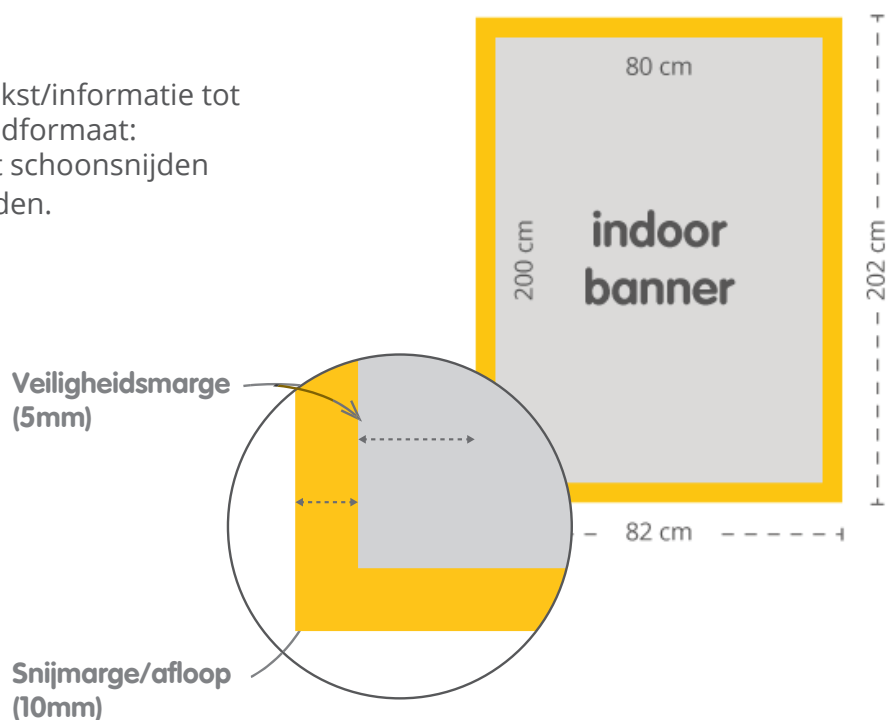 kst/informatie tot
dformaat:
t schoonsnijden
den.
80 cm
200 cm
indoor
banner
202 cm
82 cm
Veiligheidsmarge
(5mm)
Snijmarge/afloop
(10mm)